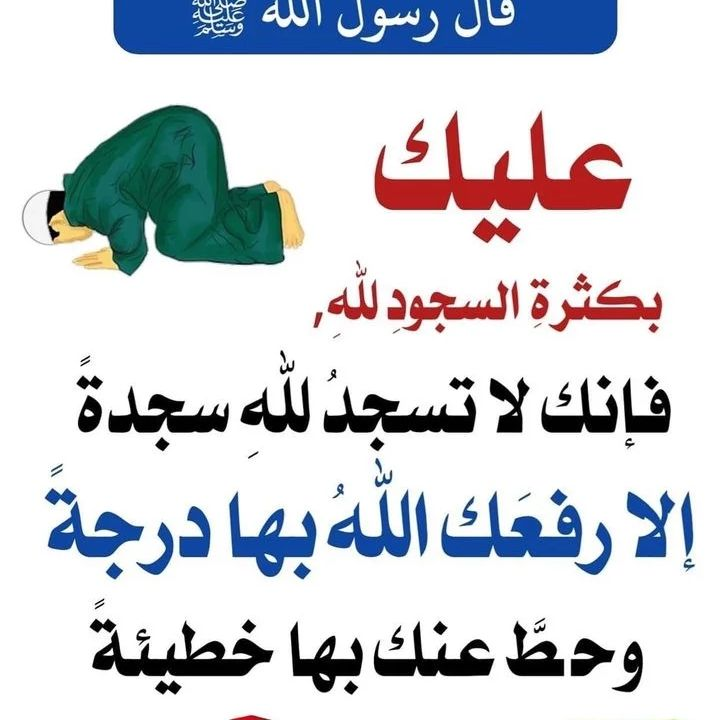 قال رسول الله ﷺ
عليك
بكثرةِ السجودِ للهِ,
فإنك لا تسجدُ للهِ سجدةً
إلا رفعَك اللهُ بها درجةً
وحطَّ عنك بها خطيئةً